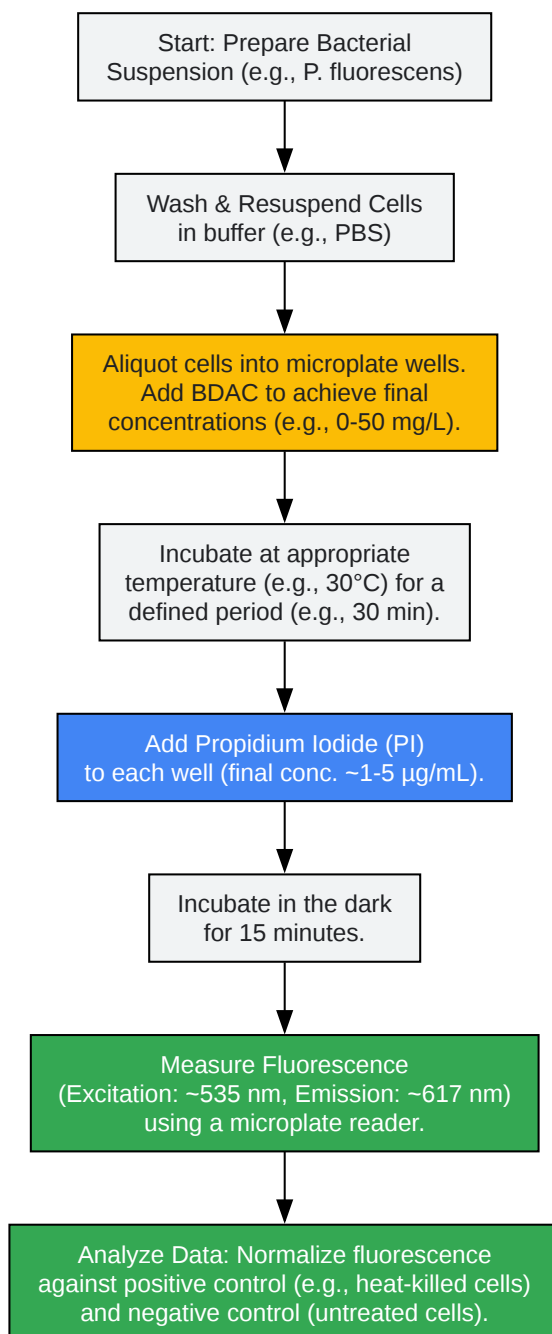 Start: Prepare Bacterial
Suspension (e.g., P. fluorescens)
Wash & Resuspend Cells
in buffer (e.g., PBS)
Aliquot cells into microplate wells.
Add BDAC to achieve final
concentrations (e.g., 0-50 mg/L).
Incubate at appropriate
temperature (e.g., 30°C) for a
defined period (e.g., 30 min).
Add Propidium Iodide (PI)
to each well (final conc. ~1-5 µg/mL).
Incubate in the dark
for 15 minutes.
Measure Fluorescence
(Excitation: ~535 nm, Emission: ~617 nm)
using a microplate reader.
Analyze Data: Normalize fluorescence
against positive control (e.g., heat-killed cells)
and negative control (untreated cells).